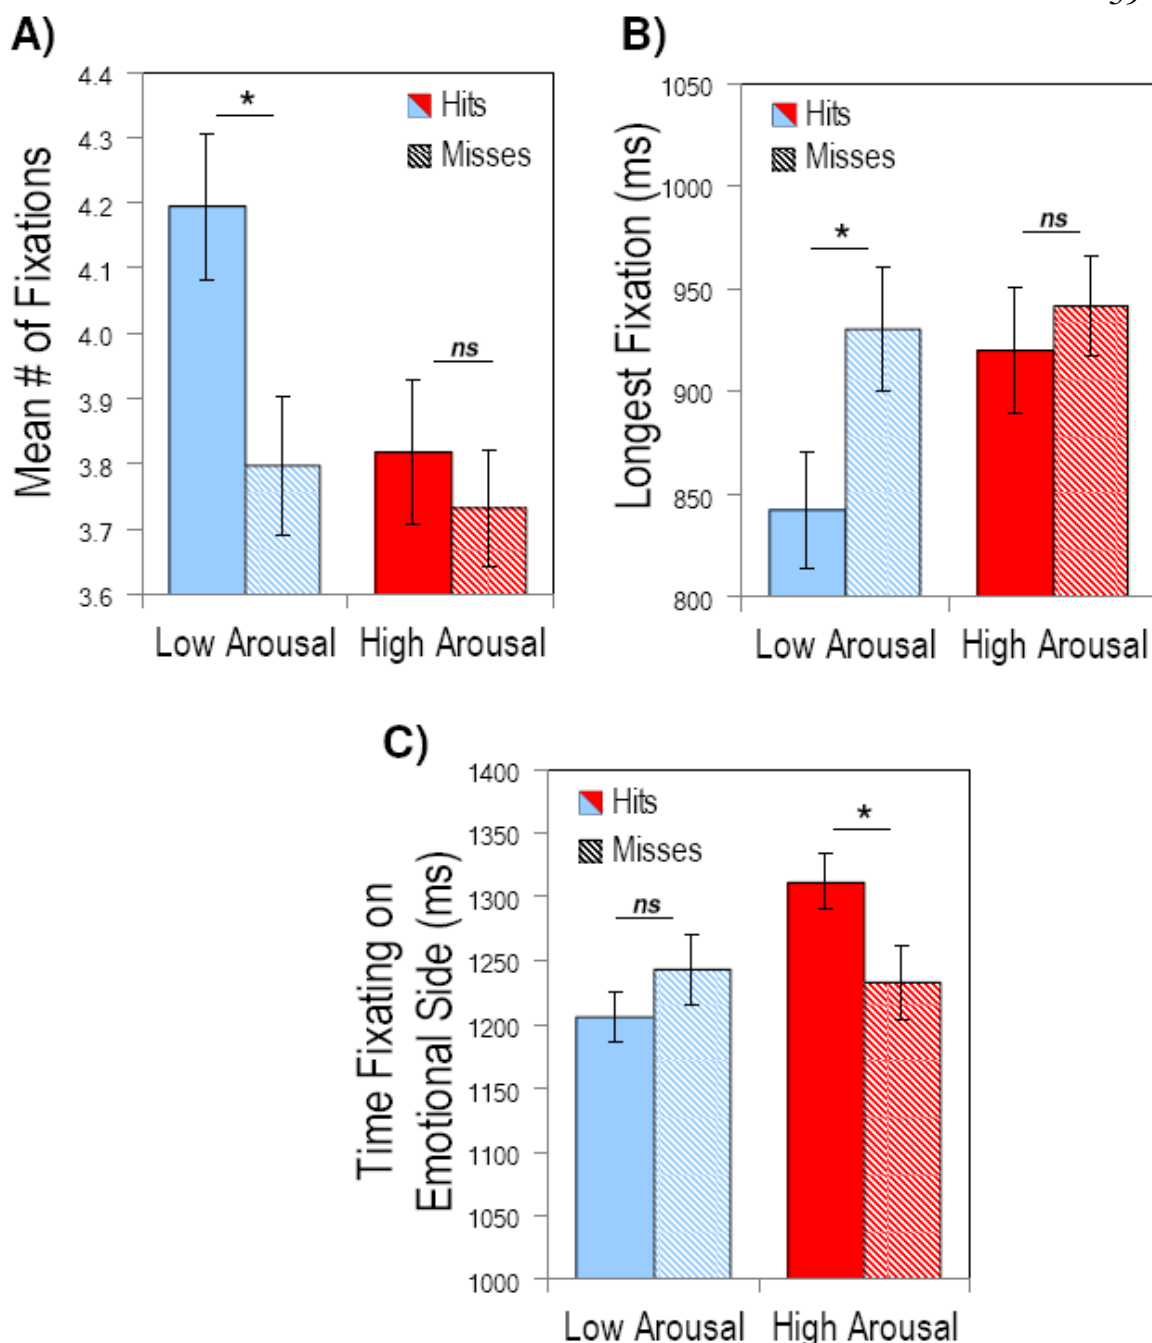 A)
4.4
4.3
4.2
4.1
4.0
3.9
3.8
3.7
3.6
Mean # of Fixations
*
ns
Hits
Misses
Low Arousal
High Arousal
B)
1050
1000
950
900
850
800
Longest Fixation (ms)
Hits
Misses
*
ns
Low Arousal
High Arousal
C)
1400
1350
1300
1250
1200
1150
1100
1050
1000
Time Fixating on
Emotional Side (ms)
Hits
Misses
ns
*
Low Arousal
High Arousal